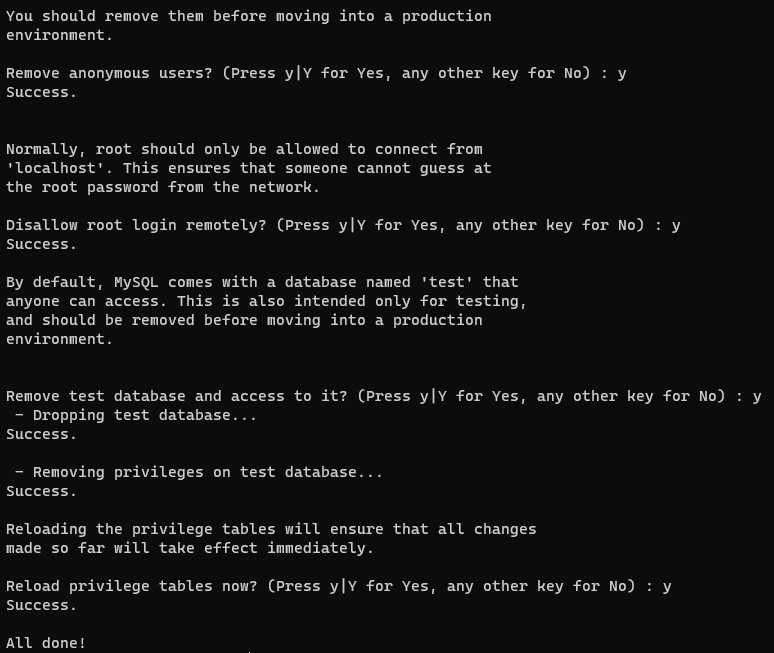 You should remove them before moving into a production
environment.
Remove anonymous users? (Press y|Y for Yes, any other key for No) : y
Success.
Normally, root should only be allowed to connect from
'localhost'. This ensures that someone cannot guess at
the root password from the network.
Disallow root login remotely? (Press y|Y for Yes, any other key for No) : y
Success.
By default, MySQL comes with a database named 'test' that
anyone can access. This is also intended only for testing,
and should be removed before moving into a production
environment.
Remove test database and access to it? (Press y|Y for Yes, any other key for No) : y
 - Dropping test database...
Success.
 - Removing privileges on test database...
Success.
Reloading the privilege tables will ensure that all changes
made so far will take effect immediately.
Reload privilege tables now? (Press y|Y for Yes, any other key for No) : y
Success.
All done!